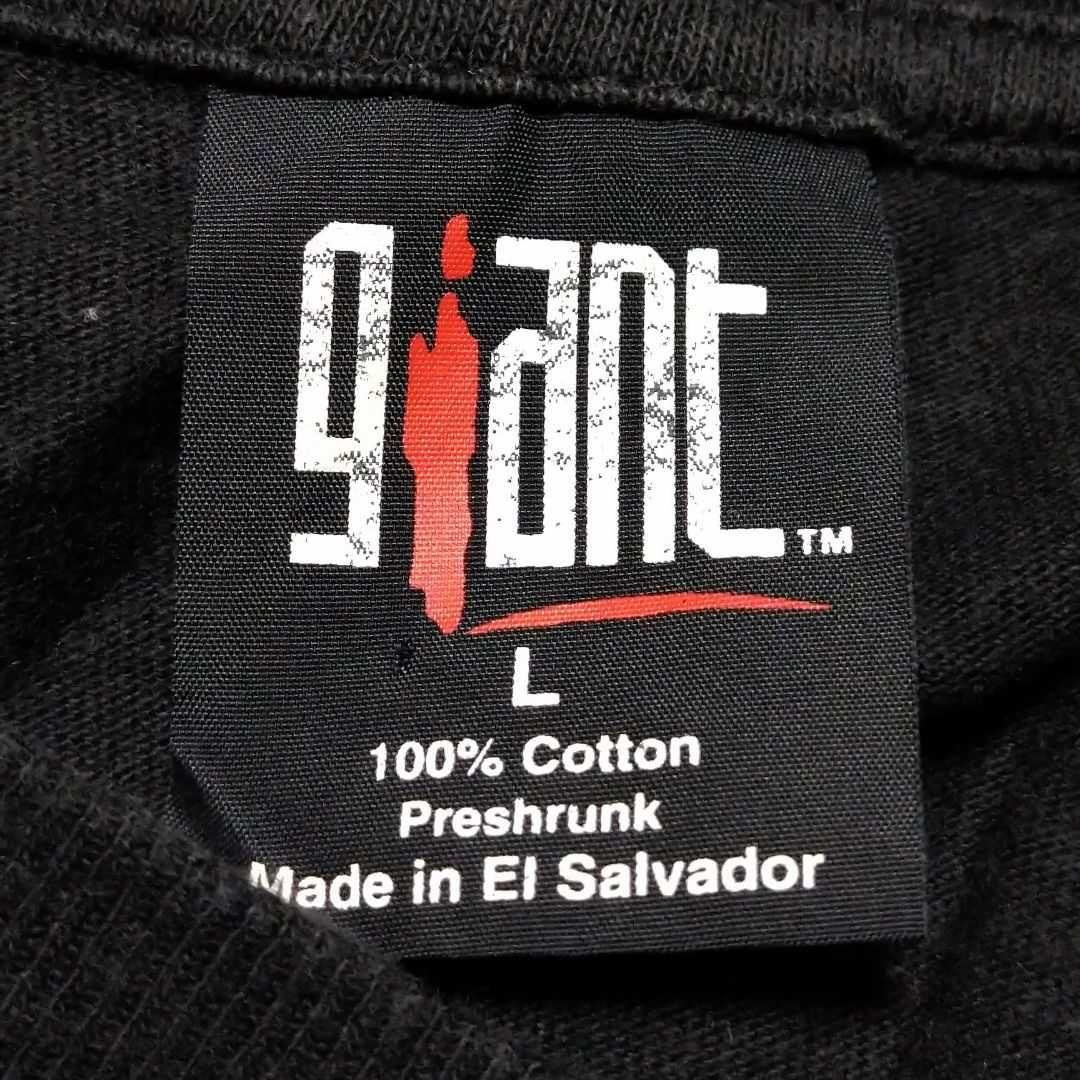 giant™
L
100% Cotton
Preshrunk
Made in El Salvador